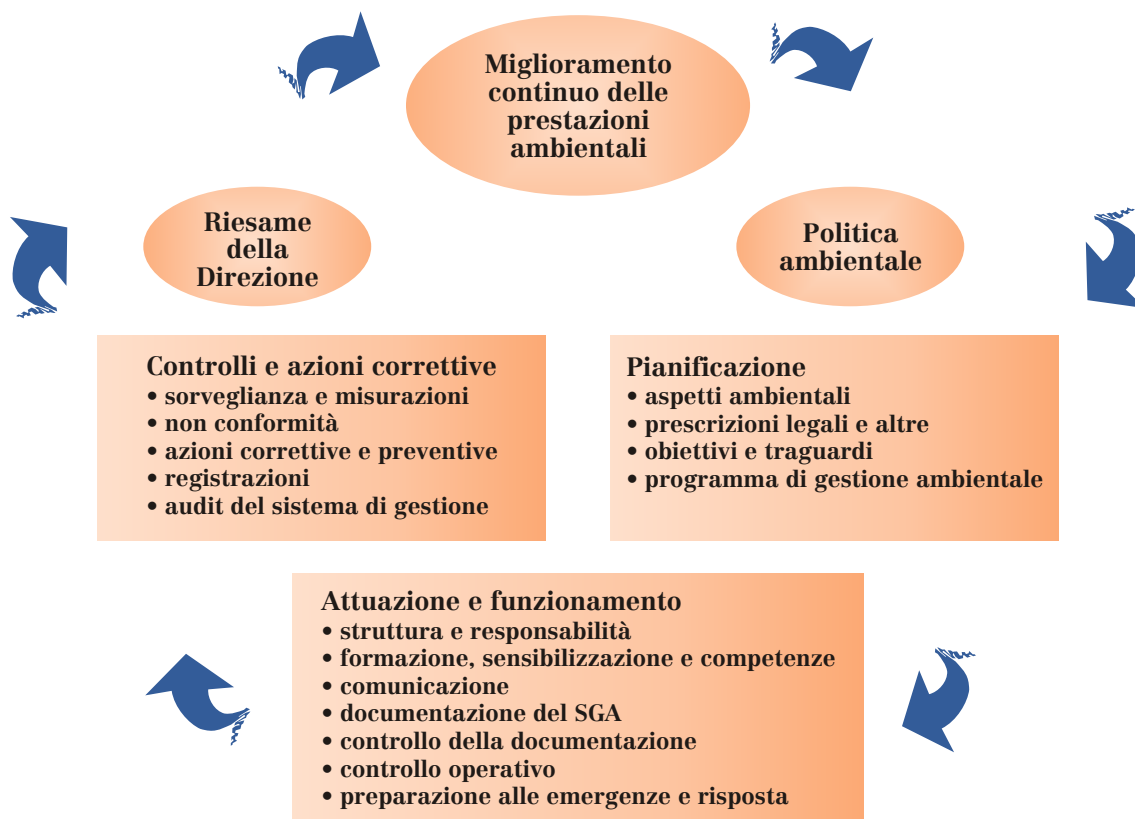 Miglioramento
continuo delle
prestazioni
ambientali
Riesame
della
Direzione
Politica
ambientale
Controlli e azioni correttive
• sorveglianza e misurazioni
• non conformità
• azioni correttive e preventive
• registrazioni
• audit del sistema di gestione
Pianificazione
• aspetti ambientali
• prescrizioni legali e altre
• obiettivi e traguardi
• programma di gestione ambientale
Attuazione e funzionamento
• struttura e responsabilità
• formazione, sensibilizzazione e competenze
• comunicazione
• documentazione del SGA
• controllo della documentazione
• controllo operativo
• preparazione alle emergenze e risposta